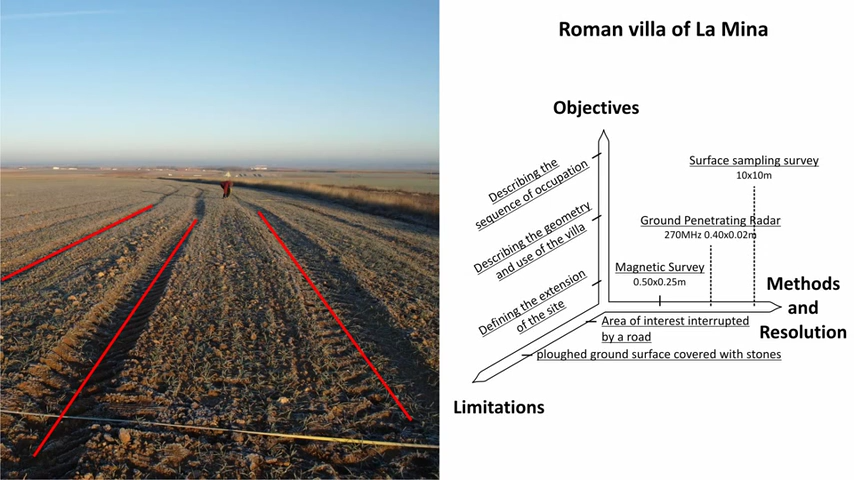 Roman villa of La Mina
Objectives
Describing the
sequence of occupation
Describing the geometry
and use of the villa
Defining the extension
of the site
Surface sampling survey
10x10m
Ground Penetrating Radar
270MHz 0.40x0.02m
Magnetic Survey
0.50x0.25m
Methods
and
Resolution
Area of interest interrupted
by a road
ploughed ground surface covered with stones
Limitations